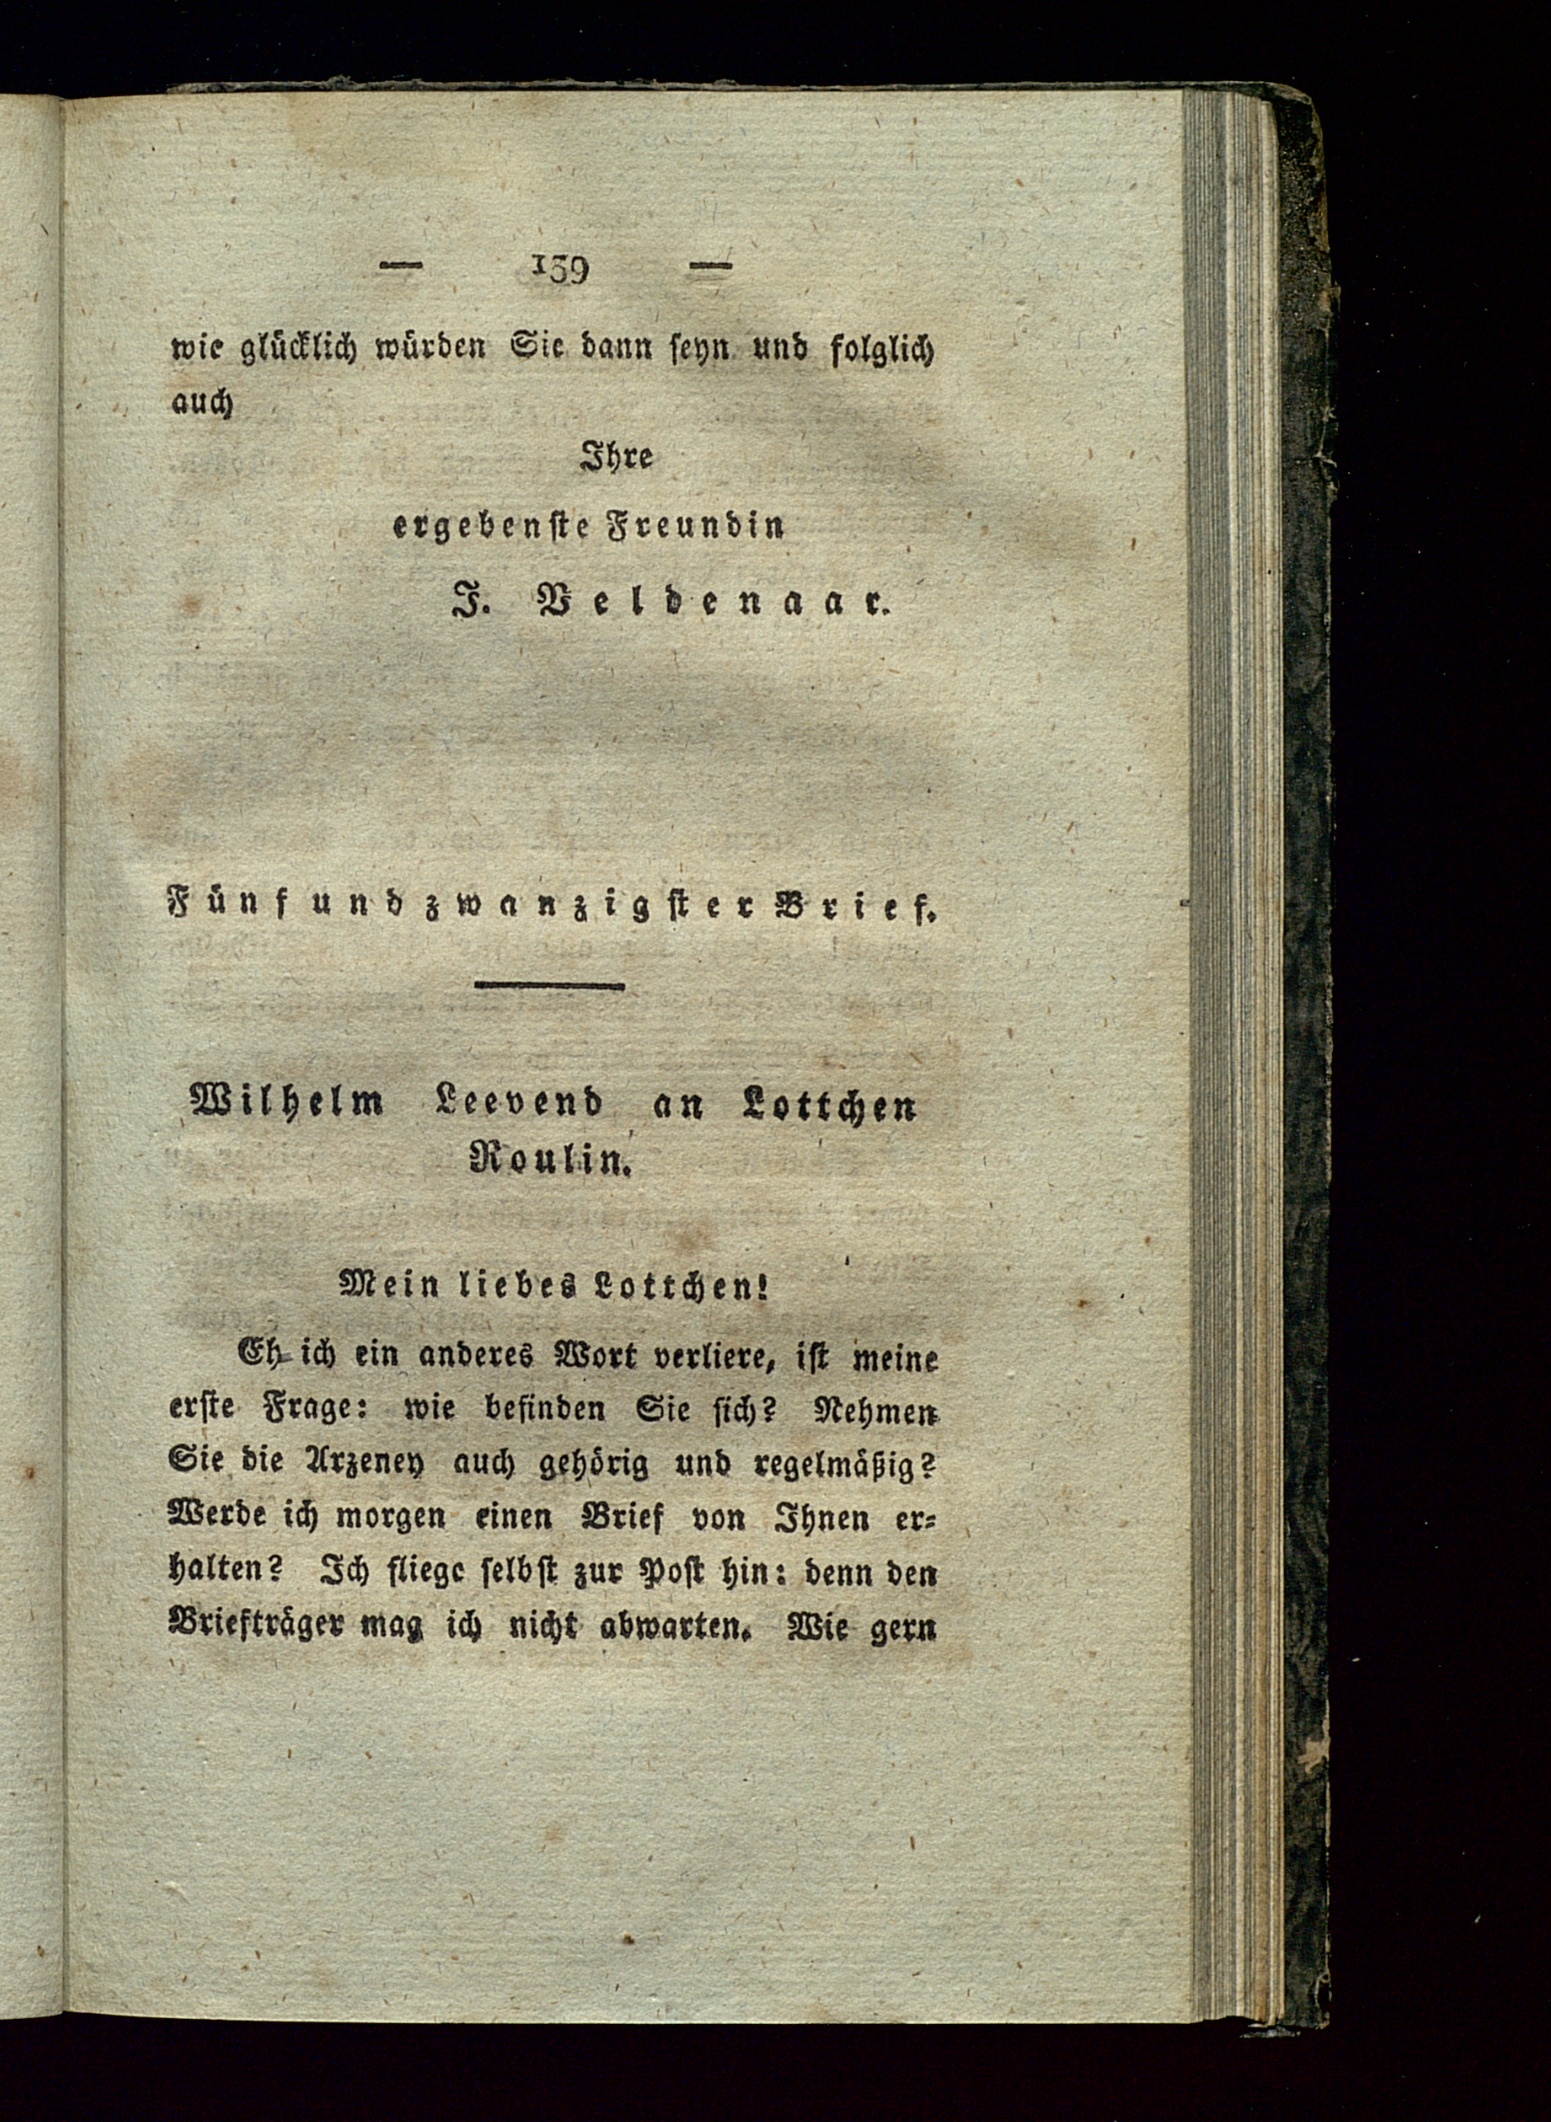 — 139 —
wie glücklich würden Sie dann seyn und folglich
auch
Ihre
ergebenste Freundin
J. Veldenaar.
Fünfundzwanzigster Brief.
Wilhelm Leevend an Lottchen
Roulin.
Mein liebes Lottchen!
Eh ich ein anderes Wort verliere, ist meine
erste Frage: wie befinden Sie sich? Nehmen
Sie die Arzeney auch gehörig und regelmäßig?
Werde ich morgen einen Brief von Ihnen er-
halten? Ich fliege selbst zur Post hin: denn den
Briefträger mag ich nicht abwarten. Wie gern